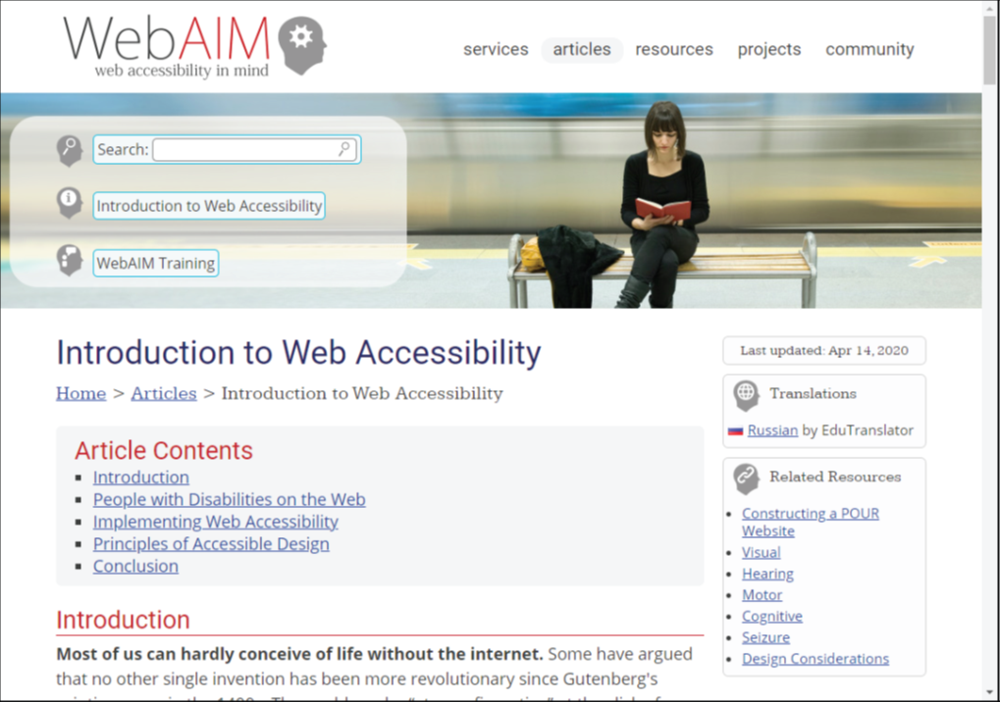 WebAIM
web accessibility in mind
services articles resources projects community
Search:
Introduction to Web Accessibility
WebAIM Training
Introduction to Web Accessibility
Home > Articles > Introduction to Web Accessibility
Article Contents
Introduction
People with Disabilities on the Web
Implementing Web Accessibility
Principles of Accessible Design
Conclusion
Introduction
Most of us can hardly conceive of life without the internet. Some have argued
that no other single invention has been more revolutionary since Gutenberg's
Last updated: Apr 14, 2020
Translations
Russian by EduTranslator
Related Resources
Constructing a POUR
Website
Visual
Hearing
Motor
Cognitive
Seizure
Design Considerations